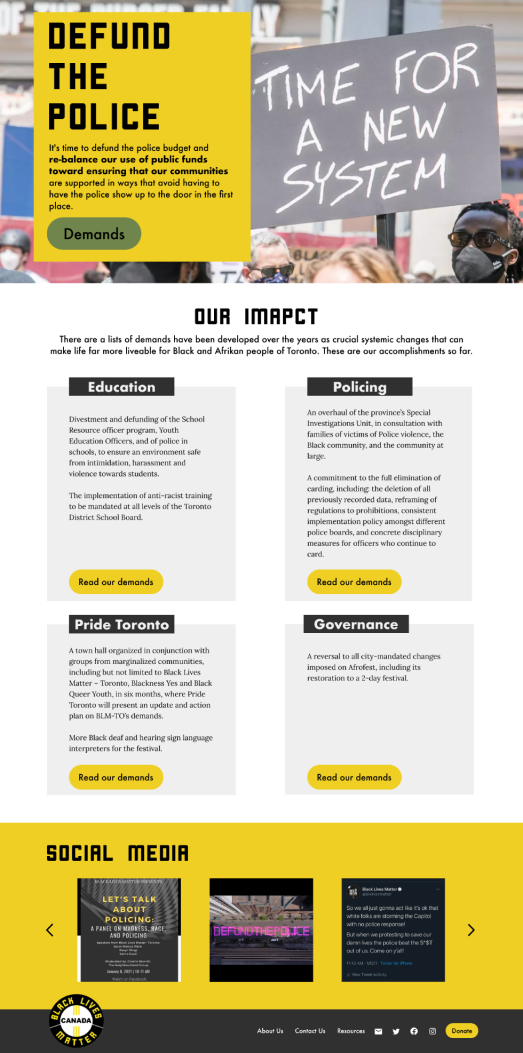 OF THE
FAMILY
DEFUND
THE
POLICE
It's time to defund the police budget and
re-balance our use of public funds
toward ensuring that our communities
are supported in ways that avoid having to
have the police show up to the door in the first
place.
Demands
TIME FOR
A NEW
SYSTEM
BLACK
OUR IMAPCT
There are a lists of demands have been developed over the years as crucial systemic changes that can
make life far more liveable for Black and Afrikan people of Toronto. These are our accomplishments so far.
Education
Divestment and defunding of the School
Resource officer program, Youth
Education Officers, and of police in
schools, to ensure an environment safe
from intimidation, harassment and
violence towards students.
The implementation of anti-racist training
to be mandated at all levels of the Toronto
District School Board.
Read our demands
Policing
An overhaul of the province's Special
Investigations Unit, in consultation with
families of victims of Police violence, the
Black community, and the community at
large.
A commitment to the full elimination of
carding, including: the deletion of all
previously recorded data, reframing of
regulations to prohibitions, consistent
implementation policy amongst different
police boards, and concrete disciplinary
measures for officers who continue to
card.
Read our demands
Pride Toronto
A town hall organized in conjunction with
groups from marginalized communities,
including but not limited to Black Lives
Matter – Toronto, Blackness Yes and Black
Queer Youth, in six months, where Pride
Toronto will present an update and action
plan on BLM-TO's demands.
More Black deaf and hearing sign language
interpreters for the festival.
Read our demands
Governance
A reversal to all city-mandated changes
imposed on Afrofest, including its
restoration to a 2-day festival.
Read our demands
SOCIAL MEDIA
BLACK LIVES MATTER PRESENTS
LET'S TALK
ABOUT
POLICING:
A PANEL ON MADNESS, RACE,
AND POLICING
DEFUND THE POLICE
Black Lives Matter
So we all just gonna act like it's ok that
white folks are storming the Capitol
with no police response!
But when we protesting to save our
damn lives the police beat the S*$T
out of us. Come on y'all!
View Tweet activity
BLACK LIVES
CANADA
MATTER
About Us
Contact Us
Resources
Donate